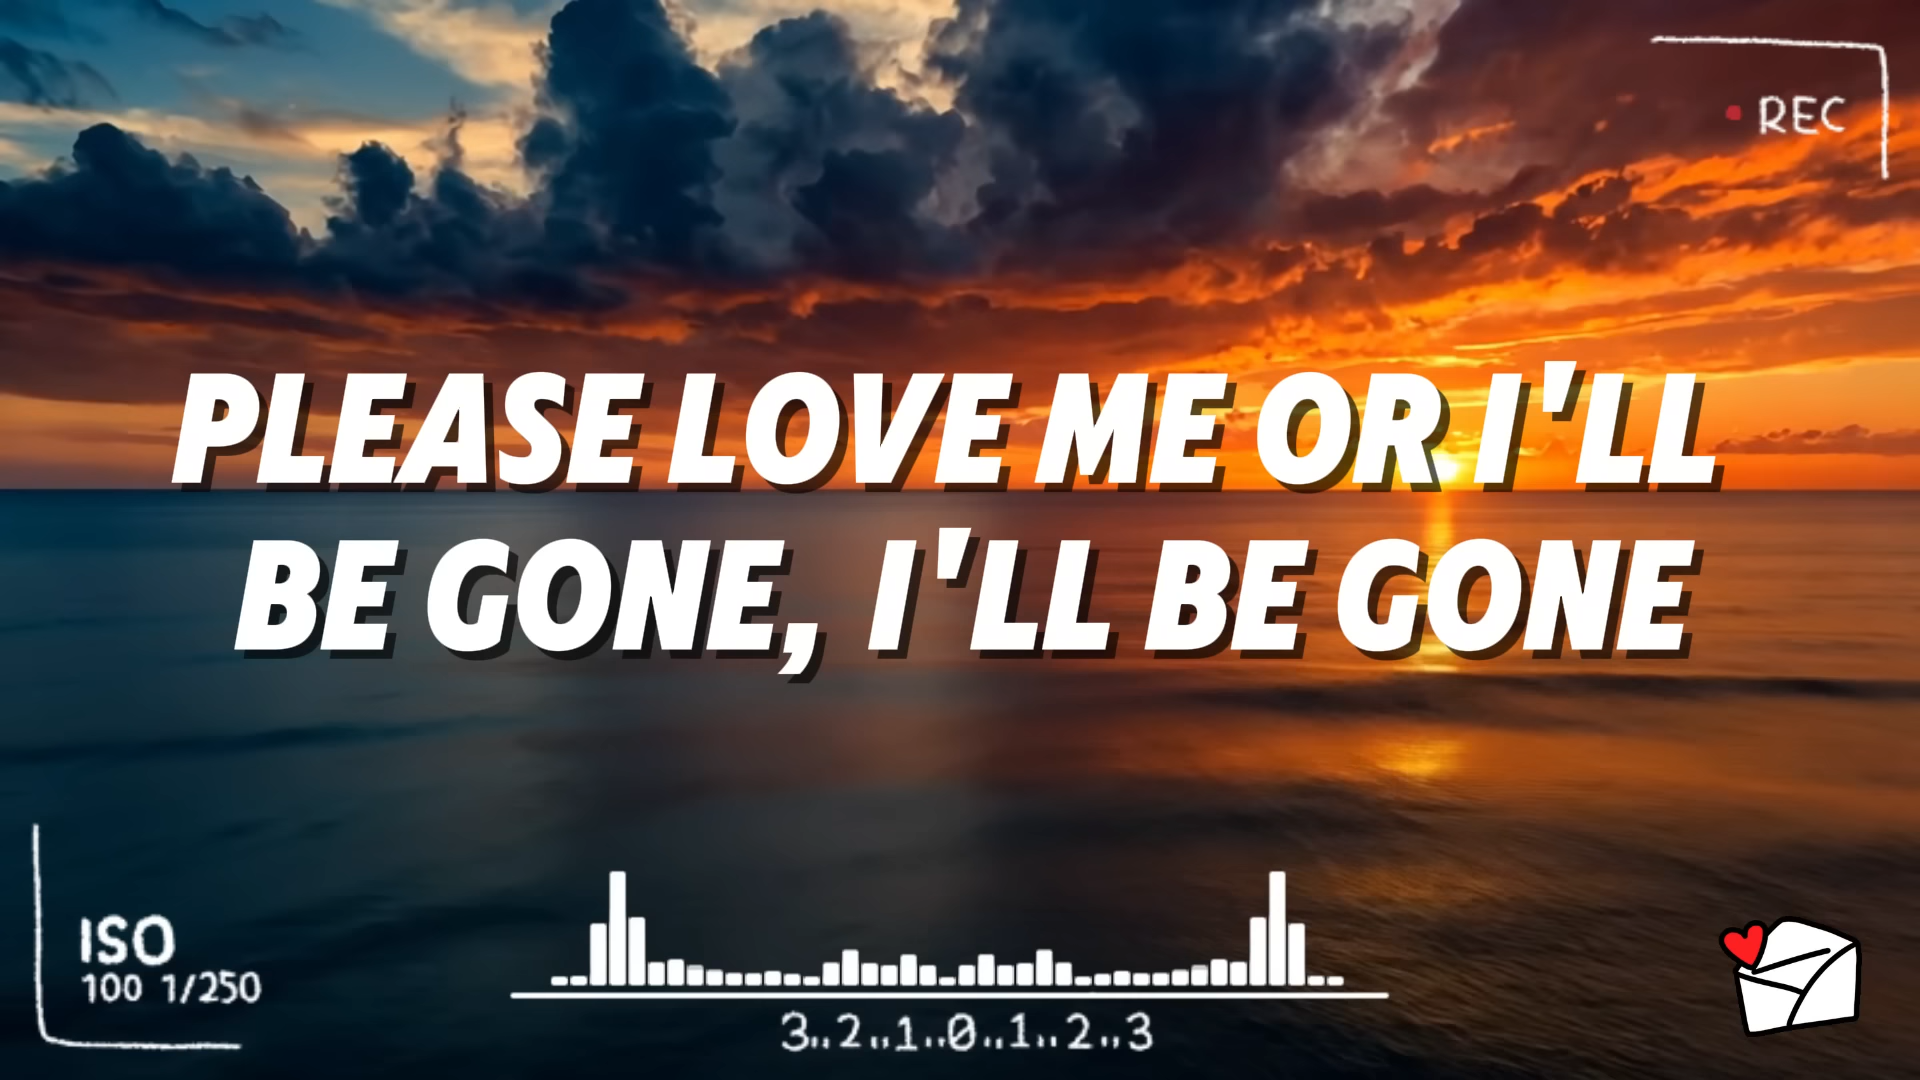 REC
PLEASE LOVE ME OR I'LL
BE GONE, I'LL BE GONE
ISO
100 1/250
3..2..1..0..1..2..3